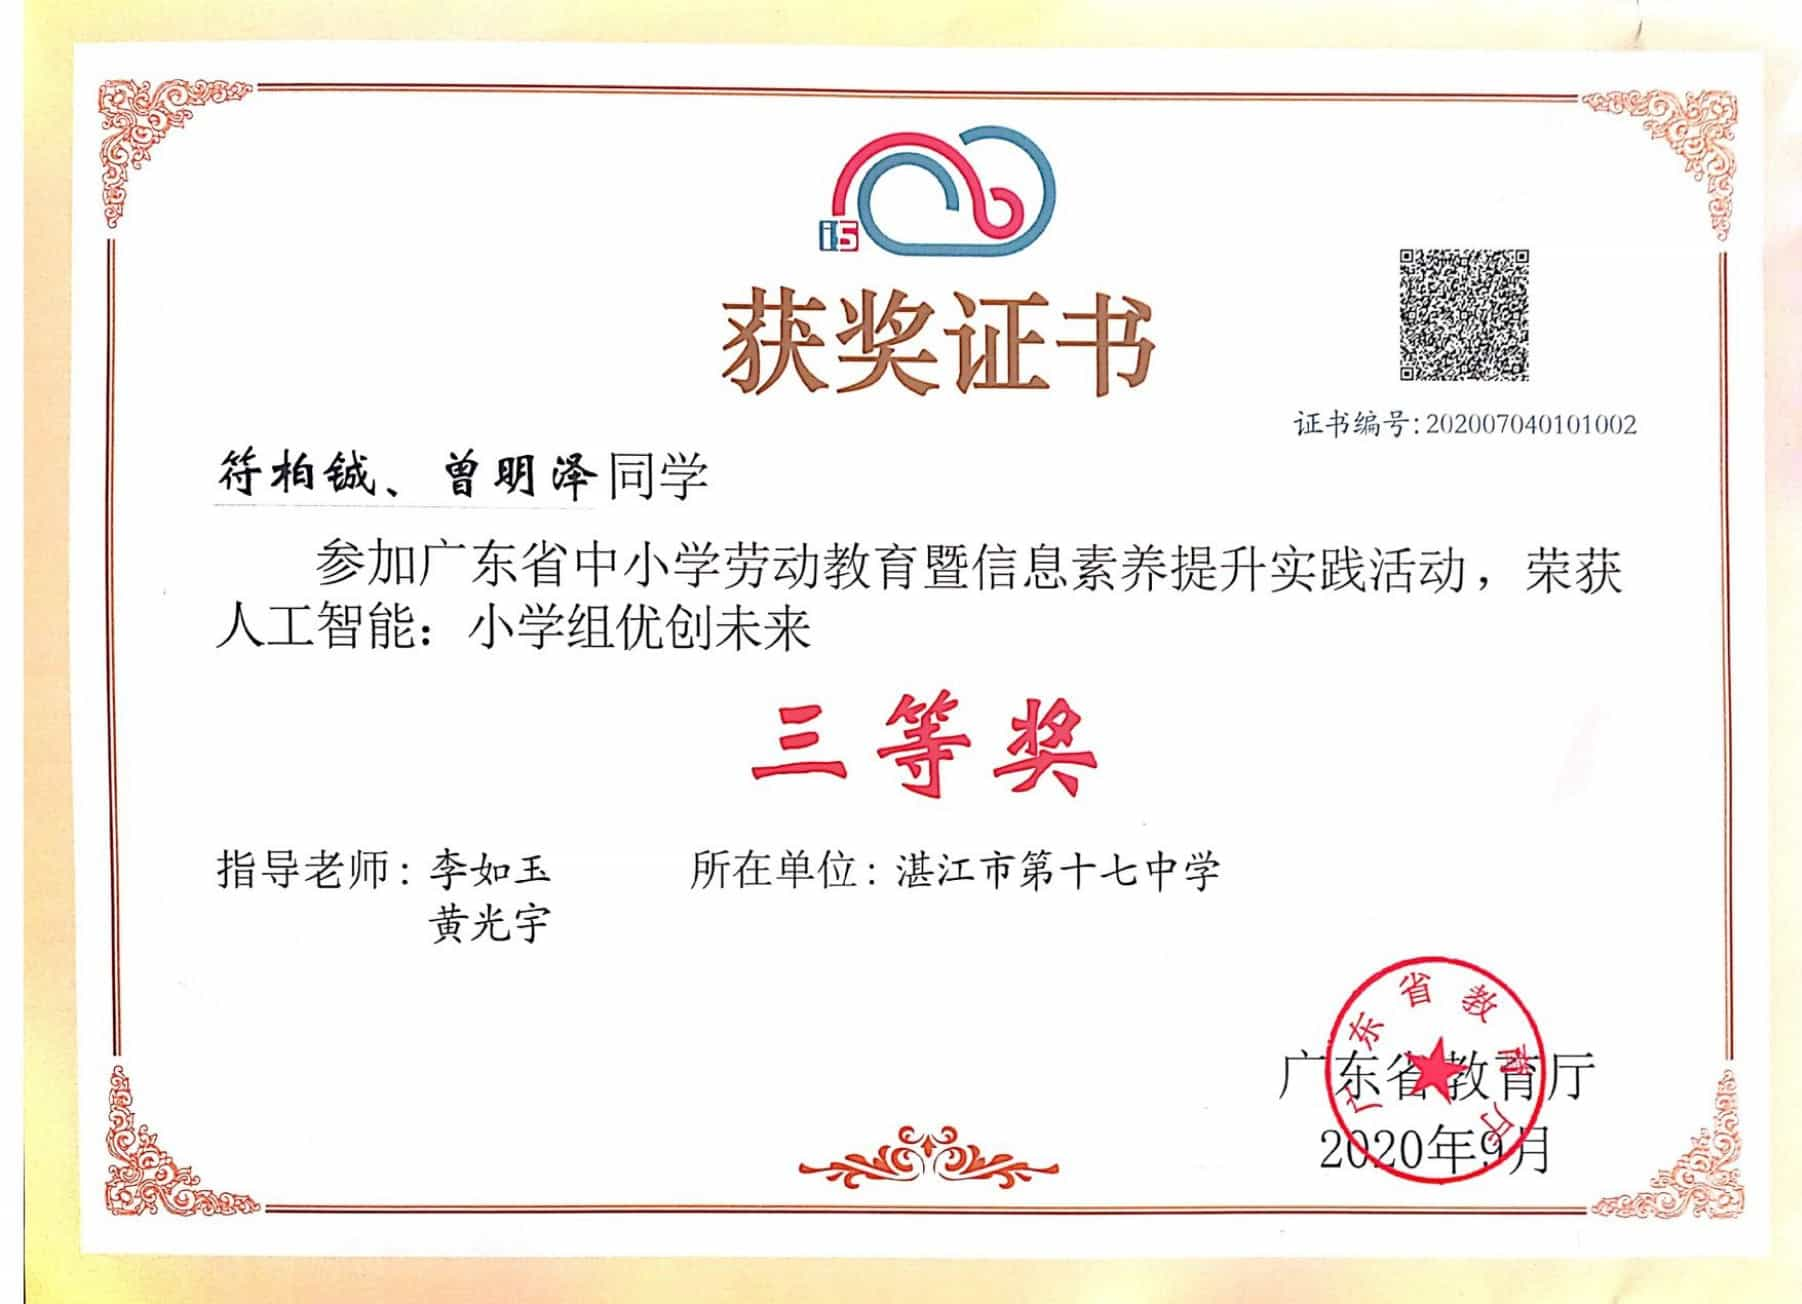 i5
获奖证书
证书编号:202007040101002
符柏铖、曾明泽同学
参加广东省中小学劳动教育暨信息素养提升实践活动，荣获
人工智能：小学组优创未来
三等奖
指导老师:李如玉 所在单位:湛江市第十七中学
黄光宇
广东省教育厅
广东省教育厅
2020年9月